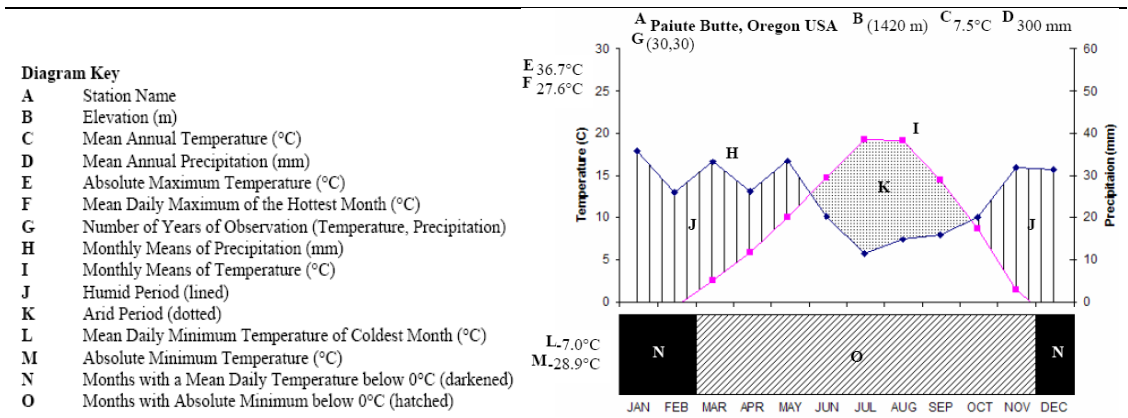 A Paiute Butte, Oregon USA B (1420 m) C 7.5°C D 300 mm
G (30,30)
E 36.7°C
F 27.6°C
Diagram Key
A Station Name
B Elevation (m)
C Mean Annual Temperature (°C)
D Mean Annual Precipitation (mm)
E Absolute Maximum Temperature (°C)
F Mean Daily Maximum of the Hottest Month (°C)
G Number of Years of Observation (Temperature, Precipitation)
H Monthly Means of Precipitation (mm)
I Monthly Means of Temperature (°C)
J Humid Period (lined)
K Arid Period (dotted)
L Mean Daily Minimum Temperature of Coldest Month (°C)
M Absolute Minimum Temperature (°C)
N Months with a Mean Daily Temperature below 0°C (darkened)
O Months with Absolute Minimum below 0°C (hatched)
Temperature (C)
30
25
20
15
10
5
0
H
I
J
K
J
60
50
40
30
20
10
0
Precipitaion (mm)
L -7.0°C
M -28.9°C
N
O
N
JAN FEB MAR APR MAY JUN JUL AUG SEP OCT NOV DEC